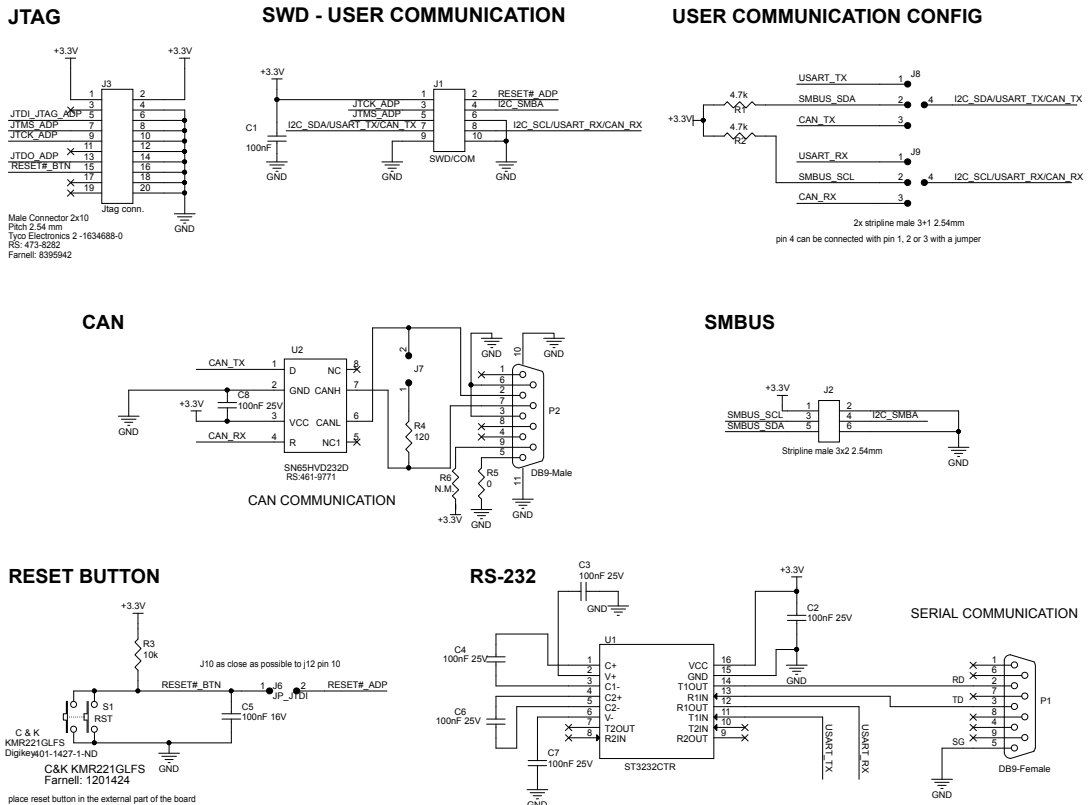 JTAG
+3.3V
+3.3V
J3
1 2
3 4
JTDI_JTAG_ADP 5 6
JTMS_ADP 7 8
JTCK_ADP 9 10
11 12
JTDO_ADP 13 14
RESET#_BTN 15 16
17 18
19 20
Jtag conn.
GND
Male Connector 2x10
Pitch 2.54 mm
Tyco Electronics 2 -1634688-0
RS: 473-8282
Farnell: 8395942
SWD - USER COMMUNICATION
+3.3V
J1
1 2 RESET#_ADP
JTCK_ADP 3 4 I2C_SMBA
JTMS_ADP 5 6
I2C_SDA/USART_TX/CAN_TX 7 8 I2C_SCL/USART_RX/CAN_RX
9 10
C1
100nF
SWD/COM
GND
GND
GND
USER COMMUNICATION CONFIG
USART_TX 1 J8
4.7k
R1
SMBUS_SDA 2 4 I2C_SDA/USART_TX/CAN_TX
+3.3V
CAN_TX 3
4.7k
R2
J9
USART_RX 1
SMBUS_SCL 2 4 I2C_SCL/USART_RX/CAN_RX
CAN_RX 3
2x stripline male 3+1 2.54mm
pin 4 can be connected with pin 1, 2 or 3 with a jumper
CAN
U2
CAN_TX 1 D NC 8
2 GND CANH 7
C8
100nF 25V
+3.3V
3 VCC CANL 6
CAN_RX 4 R NC1 5
GND
SN65HVD232D
RS:461-9771
CAN COMMUNICATION
2
J7
1
R4
120
GND
10
GND
1
6
2
7
3
8
4
9
5
P2
R6
N.M.
R5
0
11
DB9-Male
+3.3V
GND
GND
SMBUS
+3.3V
J2
1 2
SMBUS_SCL 3 4 I2C_SMBA
SMBUS_SDA 5 6
Stripline male 3x2 2.54mm
GND
RESET BUTTON
+3.3V
R3
10k
J10 as close as possible to j12 pin 10
RESET#_BTN 1 J6 2 RESET#_ADP
JP_JTDI
S1
RST
C5
100nF 16V
C & K
KMR221GLFS
Digikey401-1427-1-ND
GND
C&K KMR221GLFS
Farnell: 1201424
place reset button in the external part of the board
RS-232
C3
100nF 25V
GND
+3.3V
C2
100nF 25V
SERIAL COMMUNICATION
C4
100nF 25V
U1
1 C+ VCC 16
2 V+ GND 15
3 C1- T1OUT 14
4 C2+ R1IN 13
5 C2- R1OUT 12
6 V- T1IN 11
7 T2OUT T2IN 10
8 R2IN R2OUT 9
GND
C6
100nF 25V
C7
100nF 25V
GND
ST3232CTR
USART_TX
USART_RX
1
6
RD 2
7
TD 3
8
4
9
SG 5
P1
DB9-Female
GND